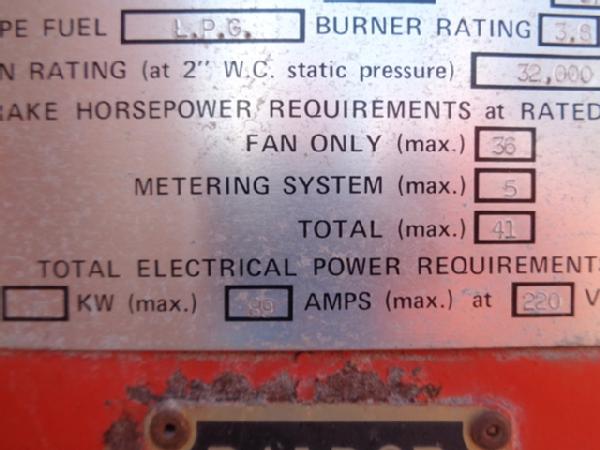 PE FUEL L.P.G. BURNER RATING 3.8
N RATING (at 2" W.C. static pressure) 32,000
AKE HORSEPOWER REQUIREMENTS at RATED
FAN ONLY (max.) 36
METERING SYSTEM (max.) 5
TOTAL (max.) 41
TOTAL ELECTRICAL POWER REQUIREMENT
KW (max.) 89 AMPS (max.) at 220 V